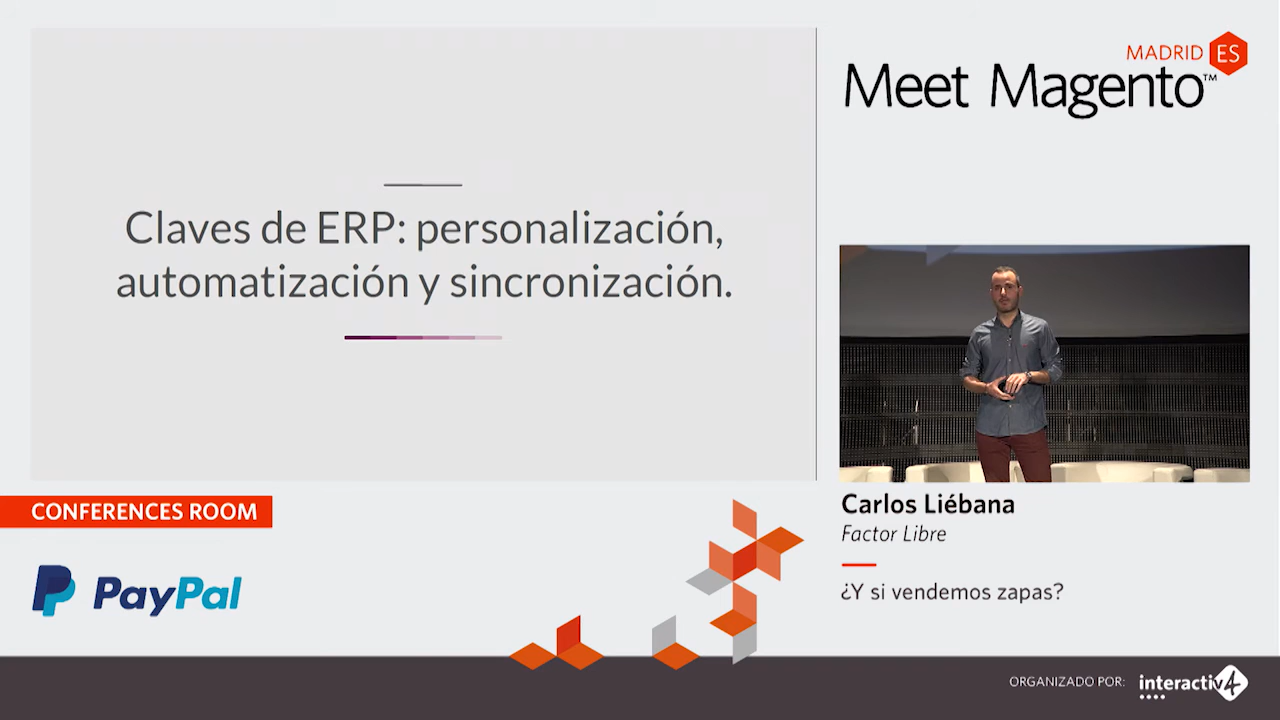 MADRID ES
Meet Magento™
Claves de ERP: personalización,
automatización y sincronización.
CONFERENCES ROOM
PayPal
Carlos Liébana
Factor Libre
¿Y si vendemos zapas?
ORGANIZADO POR: interactiv4